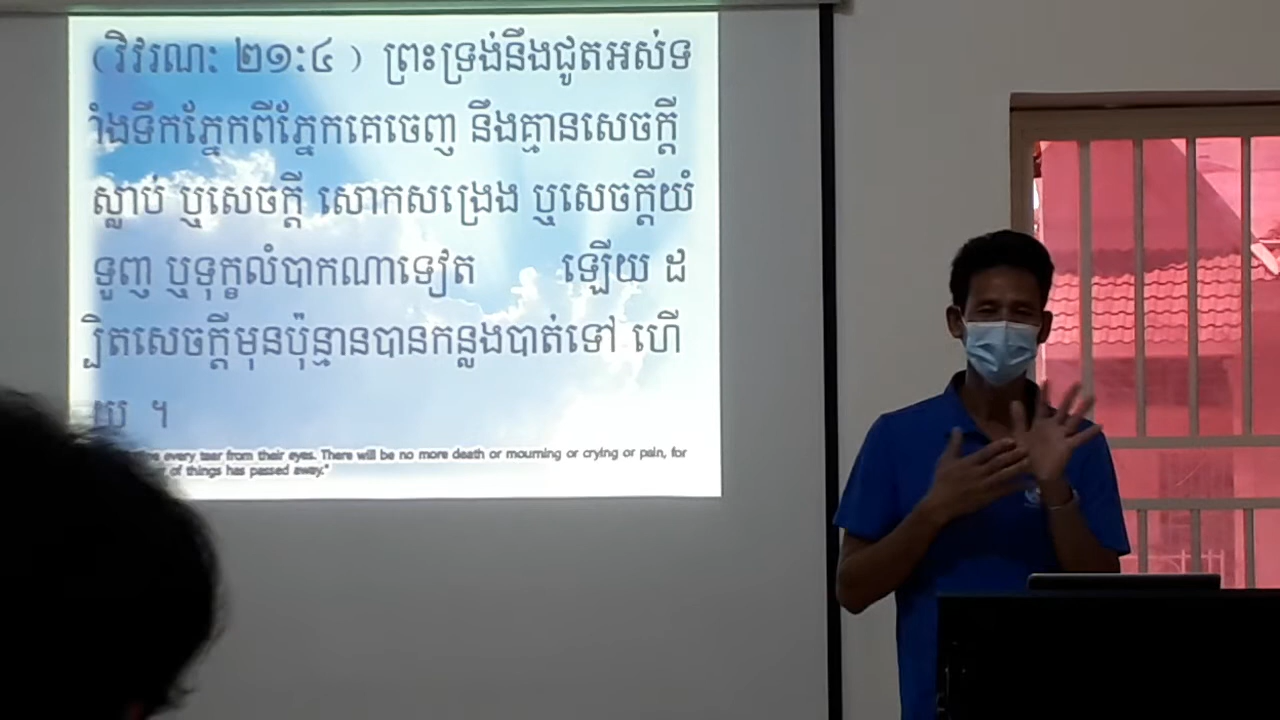 (វិវរណៈ ២១:៤ ) ព្រះទ្រង់នឹងជូតអស់ទ
ាំងទឹកភ្នែកពីភ្នែកគេចេញ នឹងគ្មានសេចក្តី
ស្លាប់ ឬសេចក្តី សោកសង្រេង ឬសេចក្តីយំ
ទួញ ឬទុក្ខលំបាកណាទៀត ឡើយ ដ
្បិតសេចក្តីមុនប៉ុន្មានបានកន្លងបាត់ទៅ ហើ
យ ។
every tear from their eyes. There will be no more death or mourning or crying or pain, for
of things has passed away."